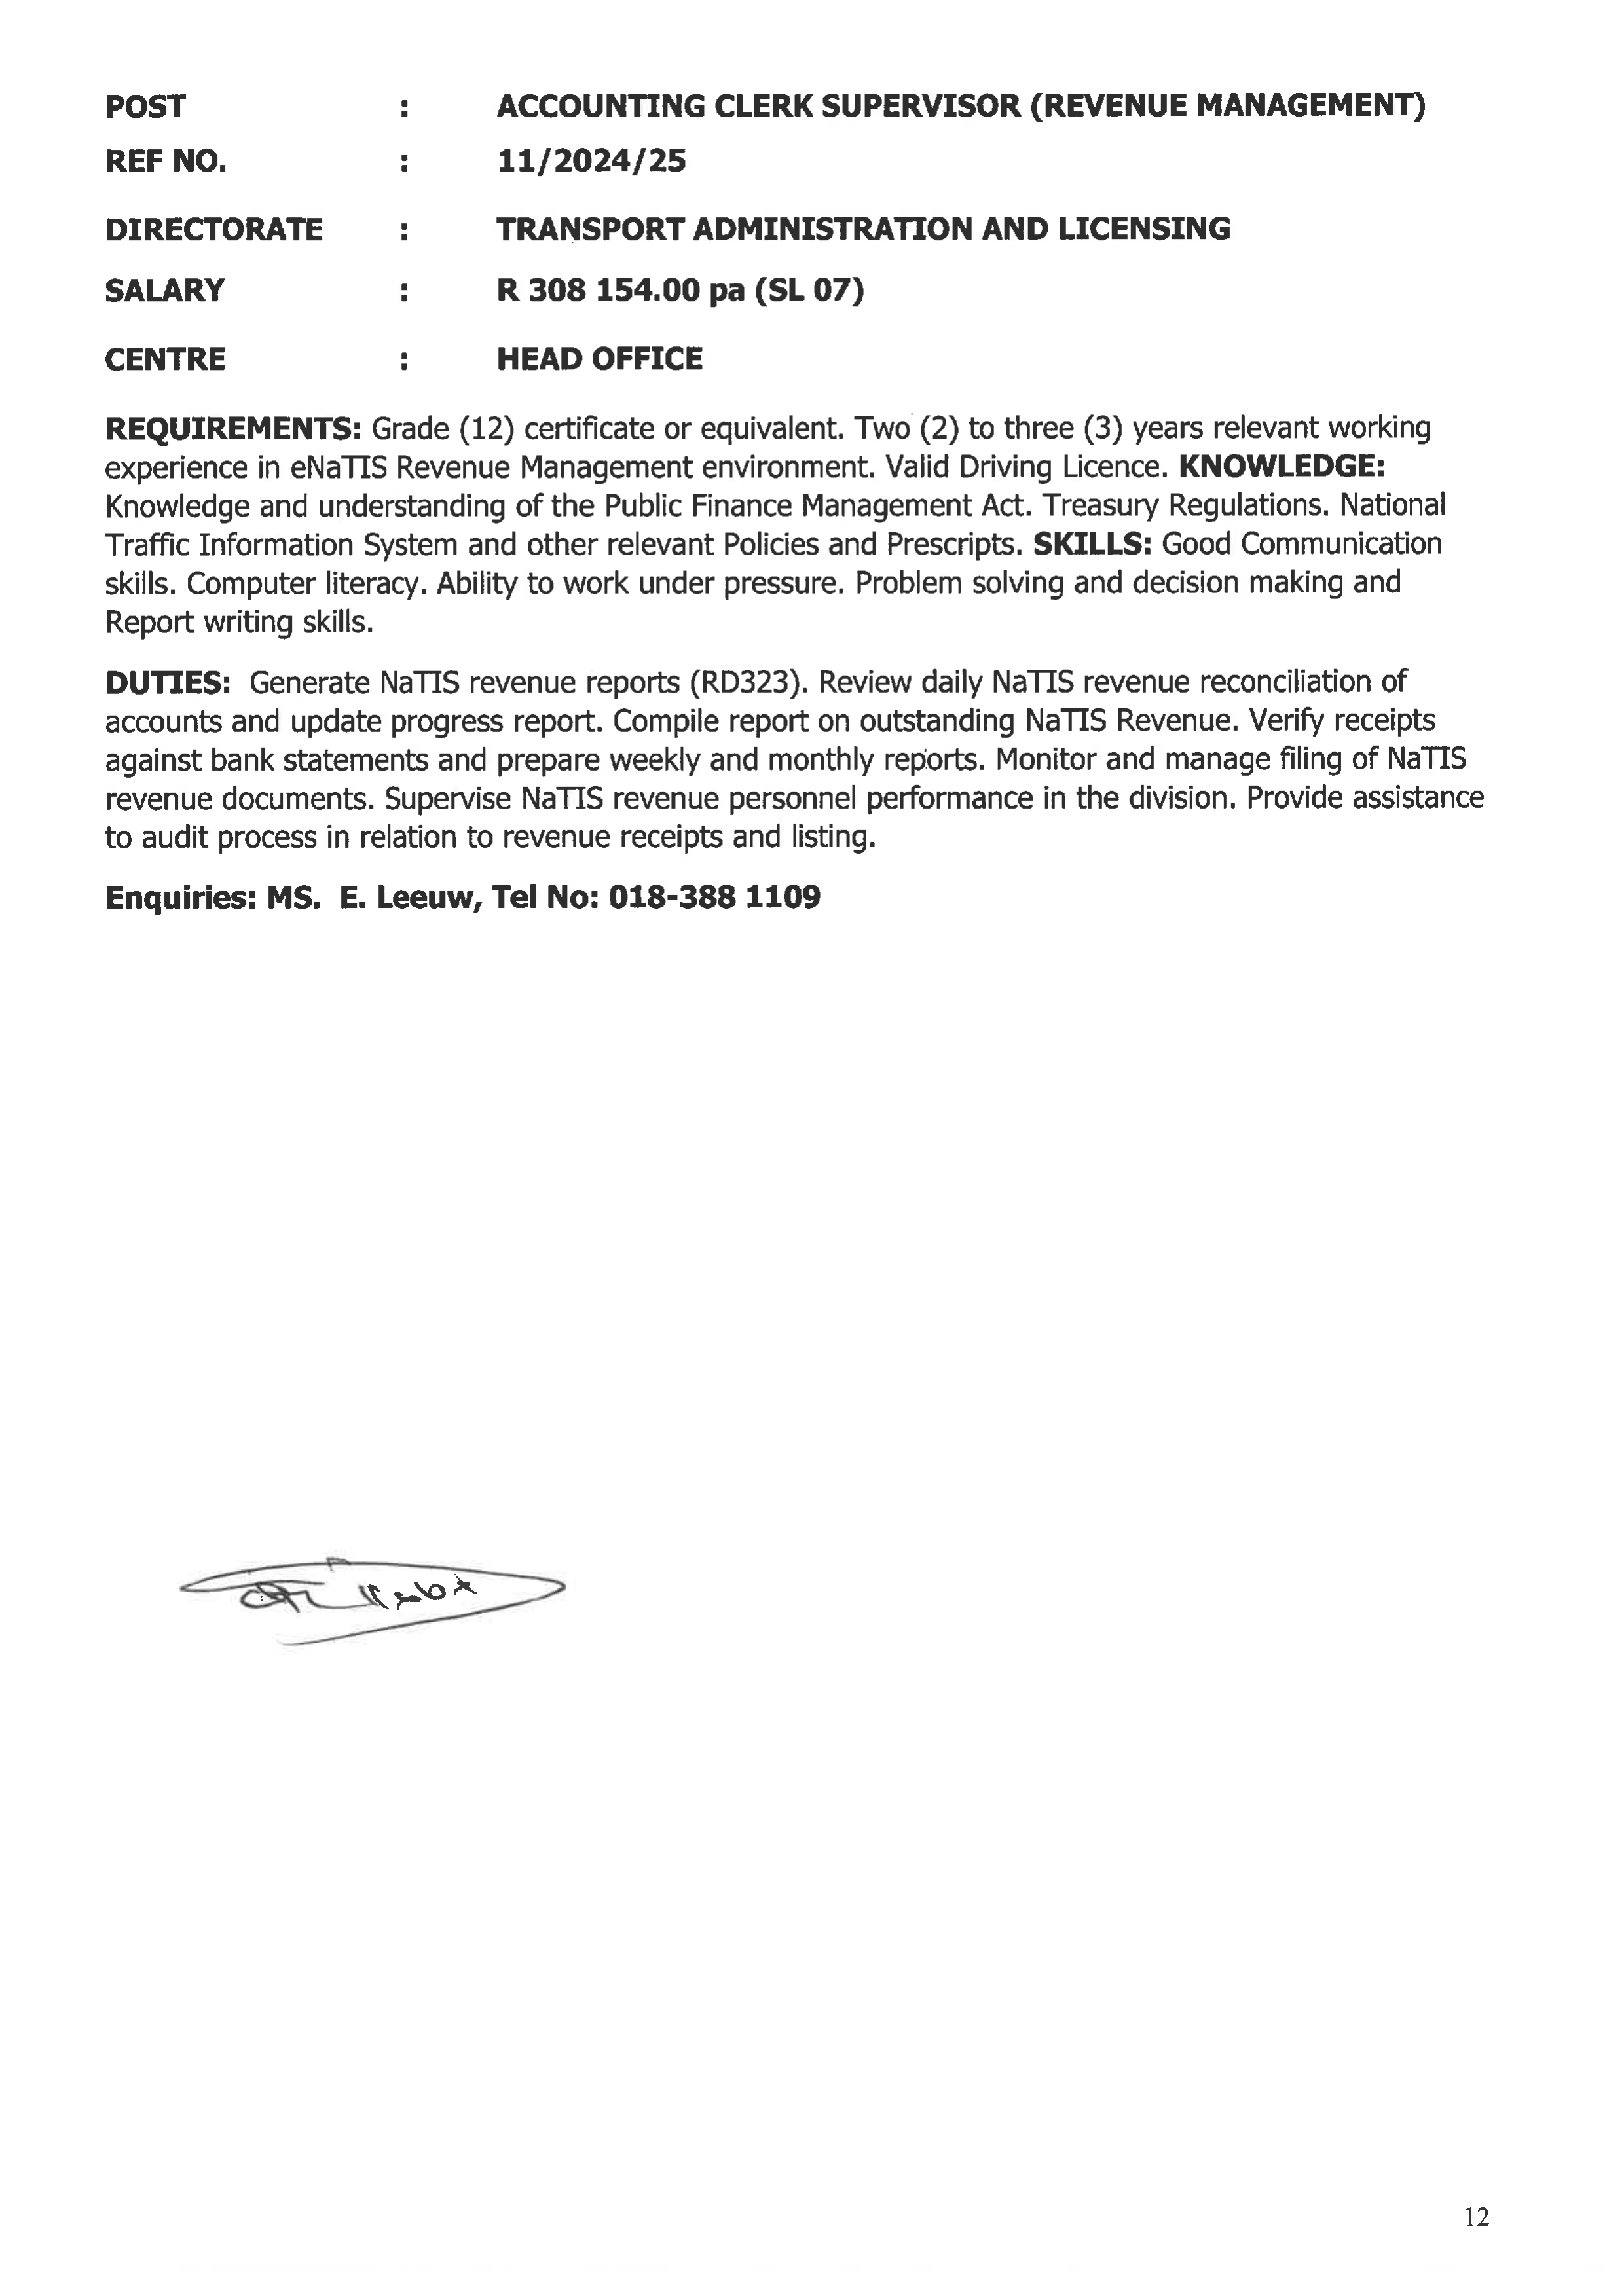 POST : ACCOUNTING CLERK SUPERVISOR (REVENUE MANAGEMENT)
REF NO. : 11/2024/25
DIRECTORATE : TRANSPORT ADMINISTRATION AND LICENSING
SALARY : R 308 154.00 pa (SL 07)
CENTRE : HEAD OFFICE
REQUIREMENTS: Grade (12) certificate or equivalent. Two (2) to three (3) years relevant working
experience in eNaTIS Revenue Management environment. Valid Driving Licence. KNOWLEDGE:
Knowledge and understanding of the Public Finance Management Act. Treasury Regulations. National
Traffic Information System and other relevant Policies and Prescripts. SKILLS: Good Communication
skills. Computer literacy. Ability to work under pressure. Problem solving and decision making and
Report writing skills.
DUTIES: Generate NaTIS revenue reports (RD323). Review daily NaTIS revenue reconciliation of
accounts and update progress report. Compile report on outstanding NaTIS Revenue. Verify receipts
against bank statements and prepare weekly and monthly reports. Monitor and manage filing of NaTIS
revenue documents. Supervise NaTIS revenue personnel performance in the division. Provide assistance
to audit process in relation to revenue receipts and listing.
Enquiries: MS. E. Leeuw, Tel No: 018-388 1109
12